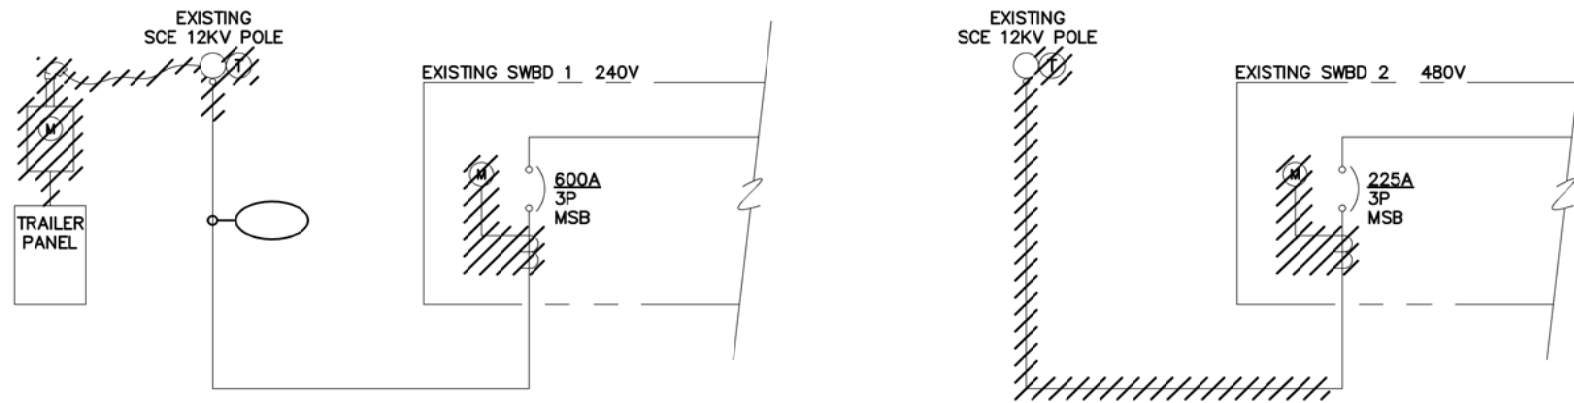 EXISTING
SCE 12KV POLE
T
EXISTING SWBD 1 240V
M
M
600A
3P
MSB
TRAILER
PANEL
EXISTING
SCE 12KV POLE
T
EXISTING SWBD 2 480V
M
225A
3P
MSB